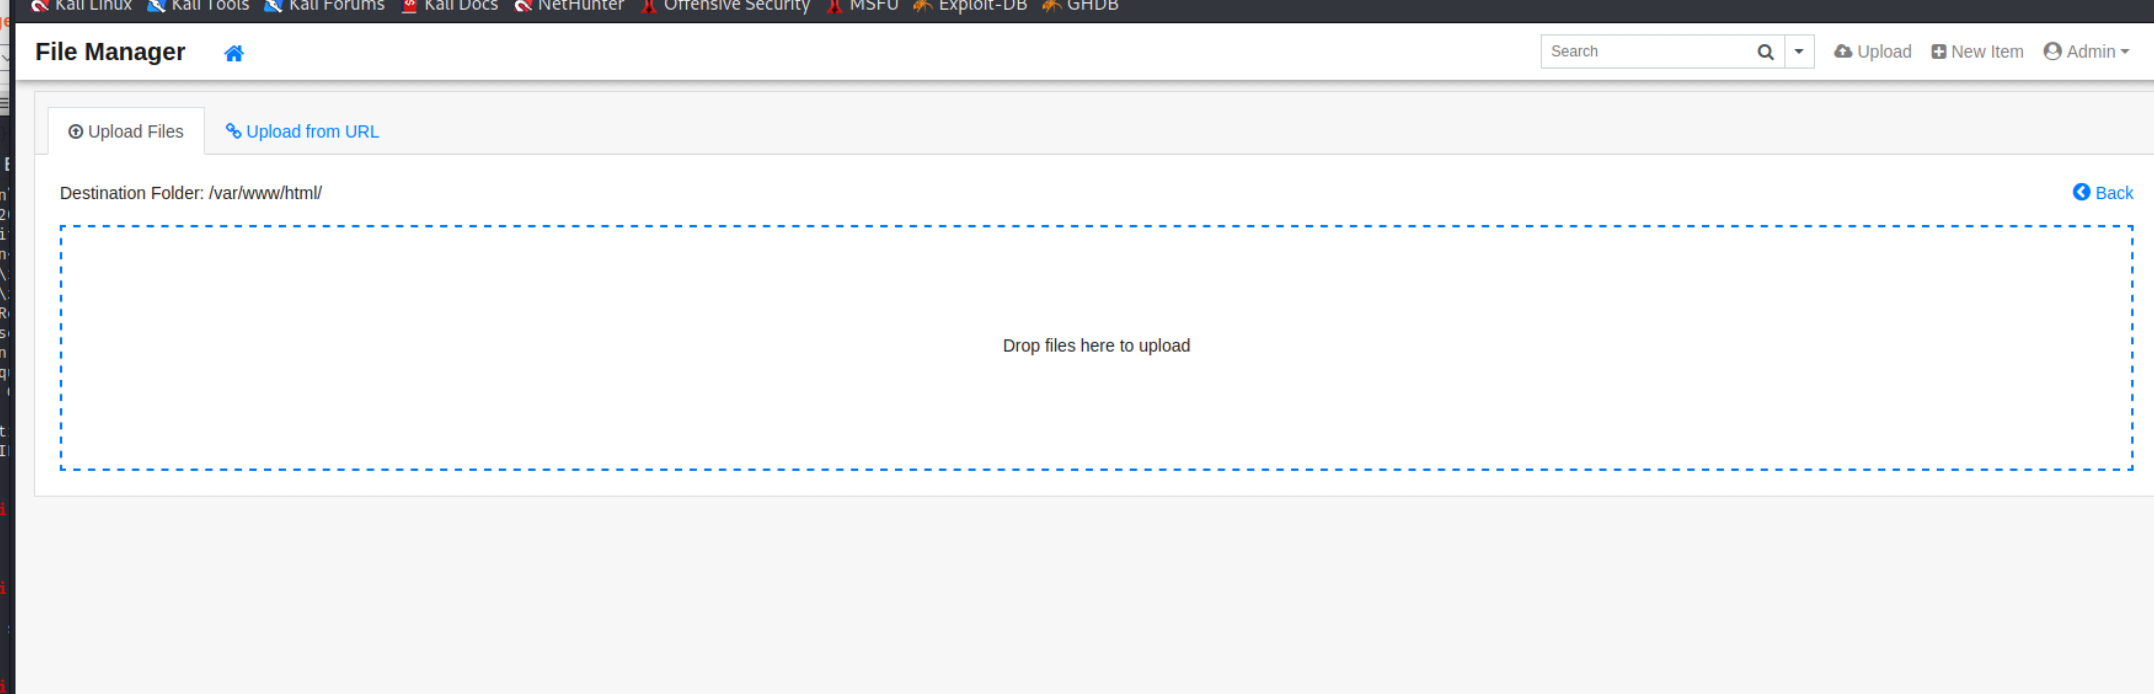 Kali Linux Kali Tools Kali Forums Kali Docs NetHunter Offensive Security MSFU Exploit-DB GHDB
File Manager Search Upload New Item Admin
Upload Files Upload from URL
Destination Folder: /var/www/html/ Back
Drop files here to upload